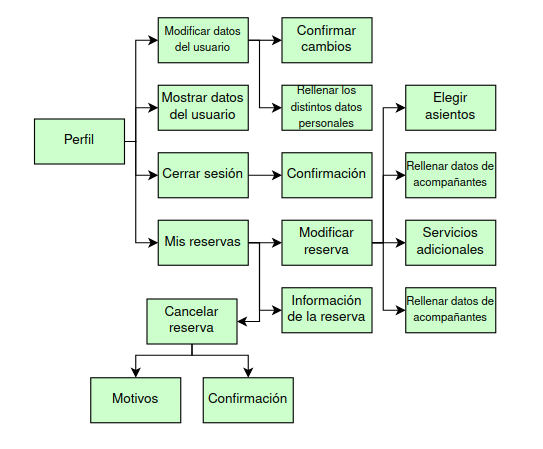 Modificar datos
del usuario
Confirmar
cambios
Mostrar datos
del usuario
Rellenar los
distintos datos
personales
Elegir
asientos
Perfil
Cerrar sesión
Confirmación
Rellenar datos de
acompañantes
Mis reservas
Modificar
reserva
Servicios
adicionales
Cancelar
reserva
Información
de la reserva
Rellenar datos de
acompañantes
Motivos
Confirmación